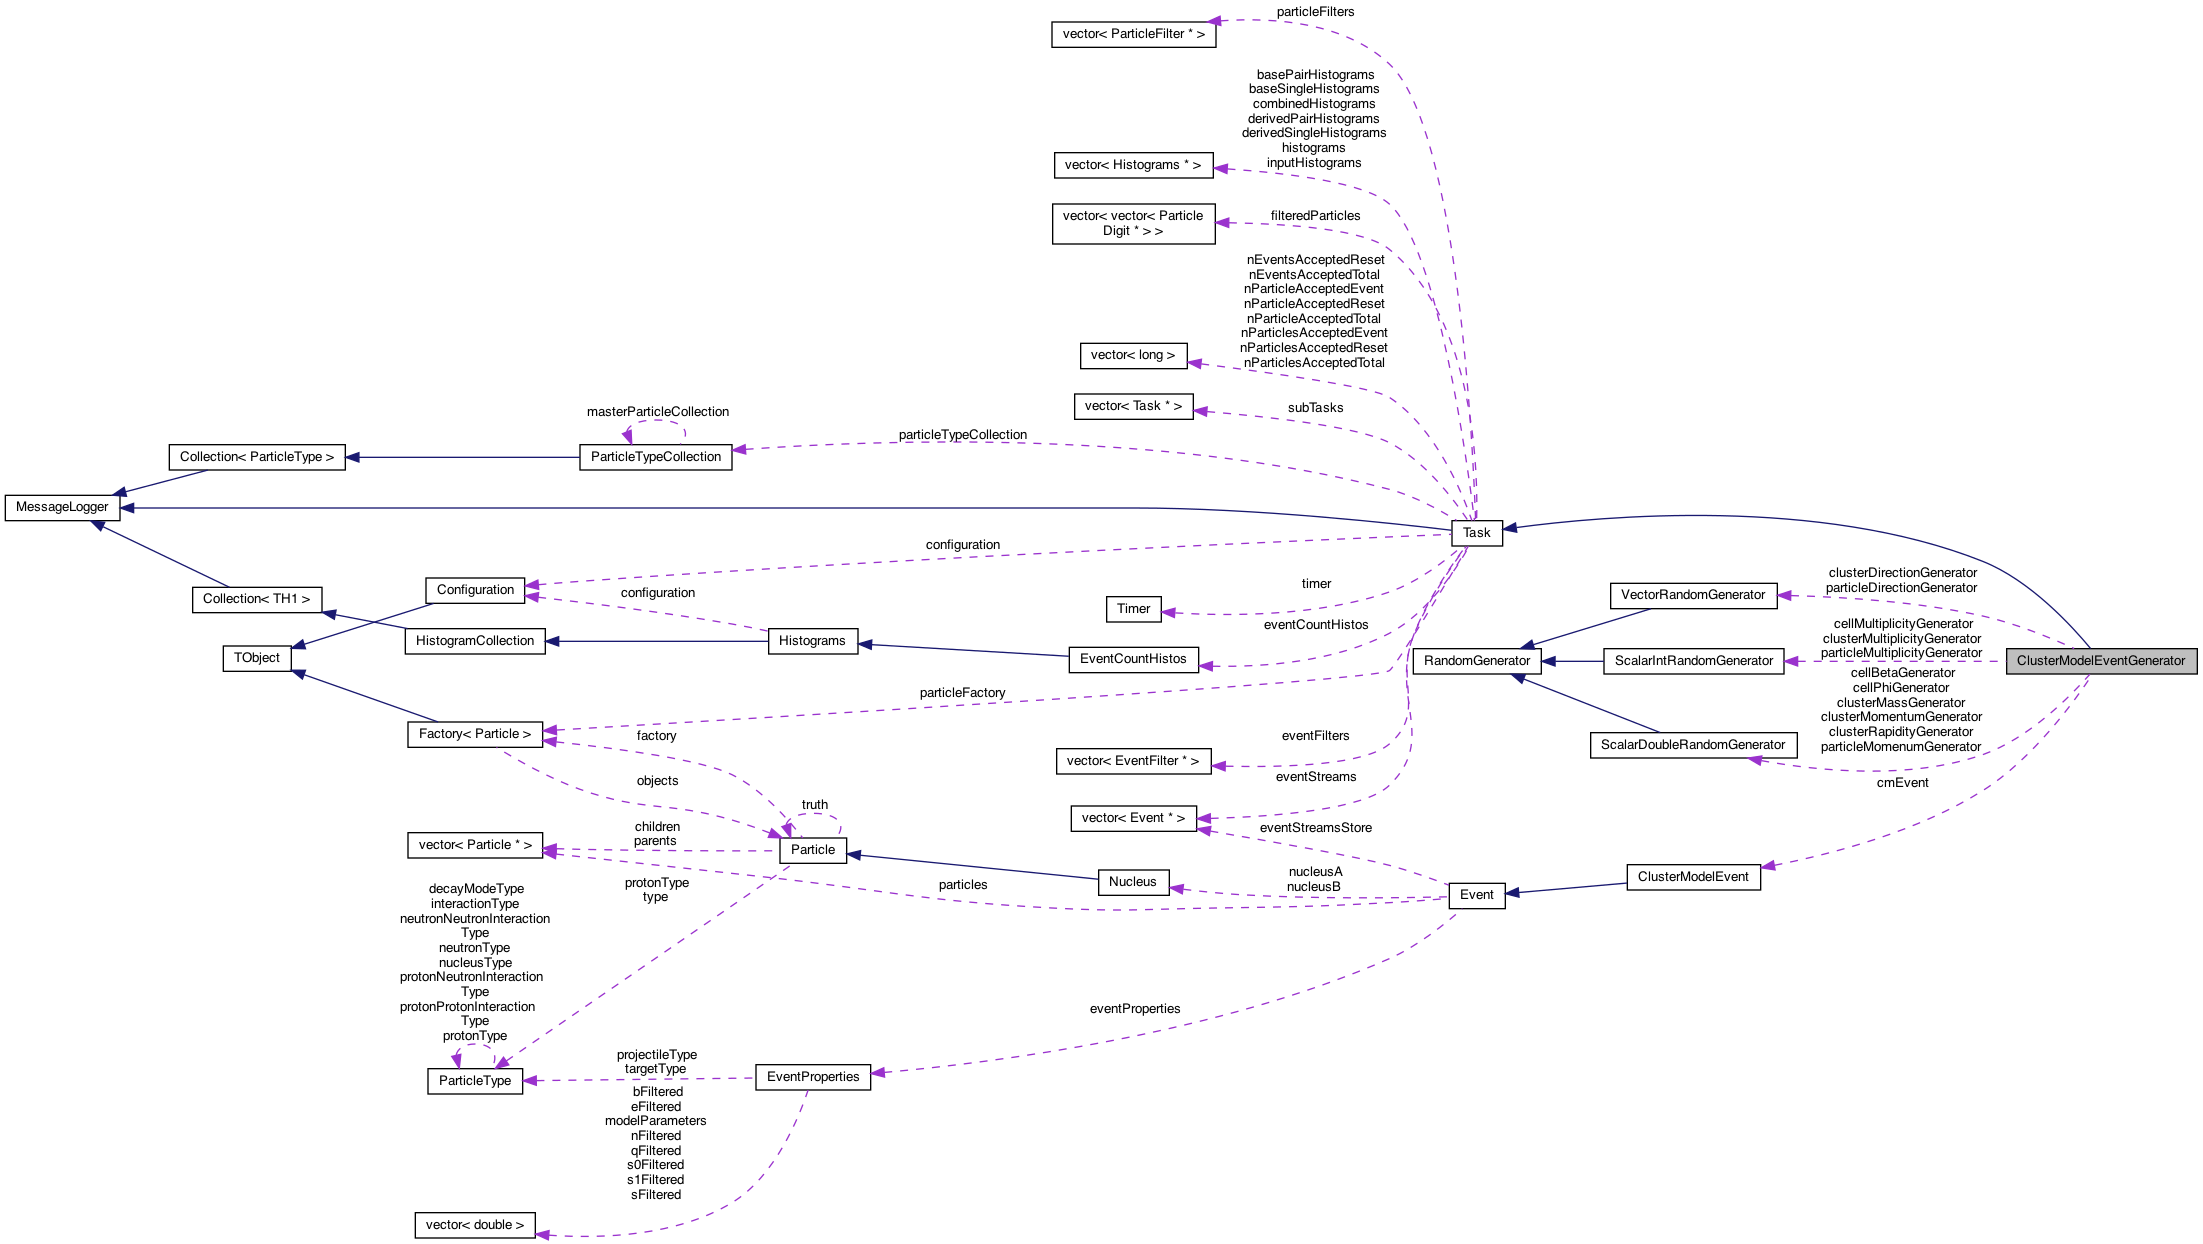 particleFilters
vector< ParticleFilter * >
basePairHistograms
baseSingleHistograms
combinedHistograms
derivedPairHistograms
derivedSingleHistograms
histograms
inputHistograms
vector< Histograms * >
vector< vector< Particle
Digit * > >
filteredParticles
nEventsAcceptedReset
nEventsAcceptedTotal
nParticleAcceptedEvent
nParticleAcceptedReset
nParticleAcceptedTotal
nParticlesAcceptedEvent
nParticlesAcceptedReset
nParticlesAcceptedTotal
vector< long >
vector< Task * >
subTasks
masterParticleCollection
particleTypeCollection
Collection< ParticleType >
ParticleTypeCollection
MessageLogger
Task
configuration
Configuration
configuration
Collection< TH1 >
timer
Timer
clusterDirectionGenerator
particleDirectionGenerator
VectorRandomGenerator
eventCountHistos
HistogramCollection
Histograms
EventCountHistos
TObject
RandomGenerator
cellMultiplicityGenerator
clusterMultiplicityGenerator
particleMultiplicityGenerator
ScalarIntRandomGenerator
ClusterModelEventGenerator
cellBetaGenerator
cellPhiGenerator
clusterMassGenerator
clusterMomentumGenerator
clusterRapidityGenerator
particleMomenumGenerator
ScalarDoubleRandomGenerator
particleFactory
Factory< Particle >
factory
objects
eventFilters
vector< EventFilter * >
eventStreams
vector< Event * >
eventStreamsStore
cmEvent
truth
children
parents
vector< Particle * >
Particle
protonType
type
particles
Nucleus
nucleusA
nucleusB
Event
ClusterModelEvent
decayModeType
interactionType
neutronNeutronInteraction
Type
neutronType
nucleusType
protonNeutronInteraction
Type
protonProtonInteraction
Type
protonType
eventProperties
ParticleType
projectileType
targetType
EventProperties
bFiltered
eFiltered
modelParameters
nFiltered
qFiltered
s0Filtered
s1Filtered
sFiltered
vector< double >